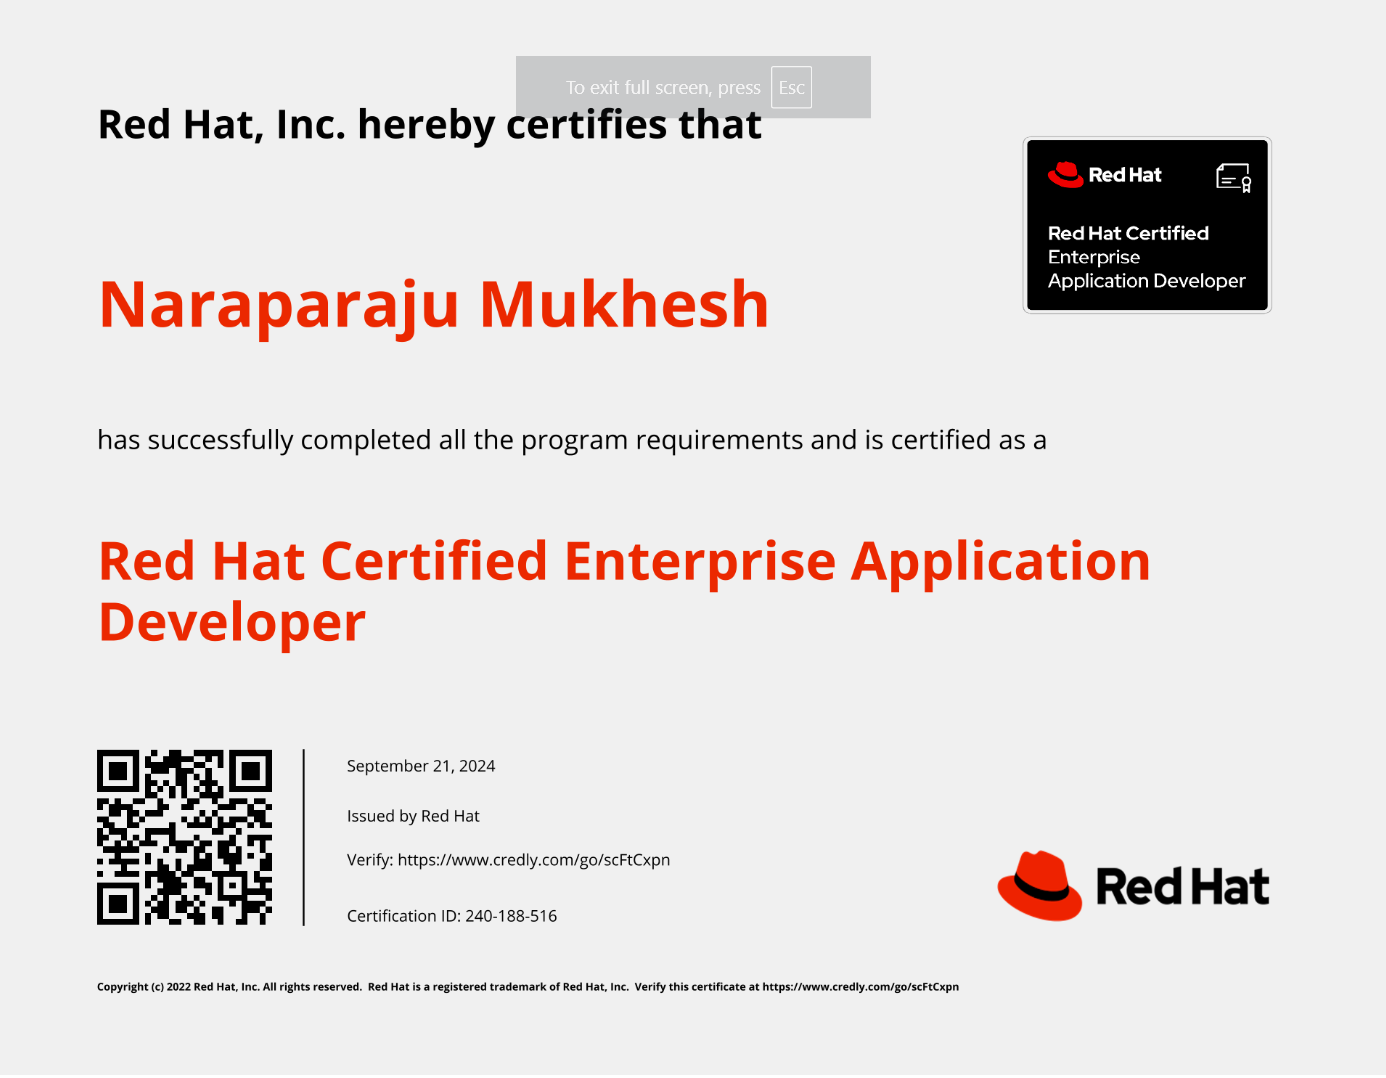 To exit full screen, press Esc
Red Hat, Inc. hereby certifies that
Red Hat
Red Hat Certified
Enterprise
Application Developer
Naraparaju Mukhesh
has successfully completed all the program requirements and is certified as a
Red Hat Certified Enterprise Application
Developer
September 21, 2024
Issued by Red Hat
Verify: https://www.credly.com/go/scFtCxpn
Certification ID: 240-188-516
Red Hat
Copyright (c) 2022 Red Hat, Inc. All rights reserved.  Red Hat is a registered trademark of Red Hat, Inc.  Verify this certificate at https://www.credly.com/go/scFtCxpn